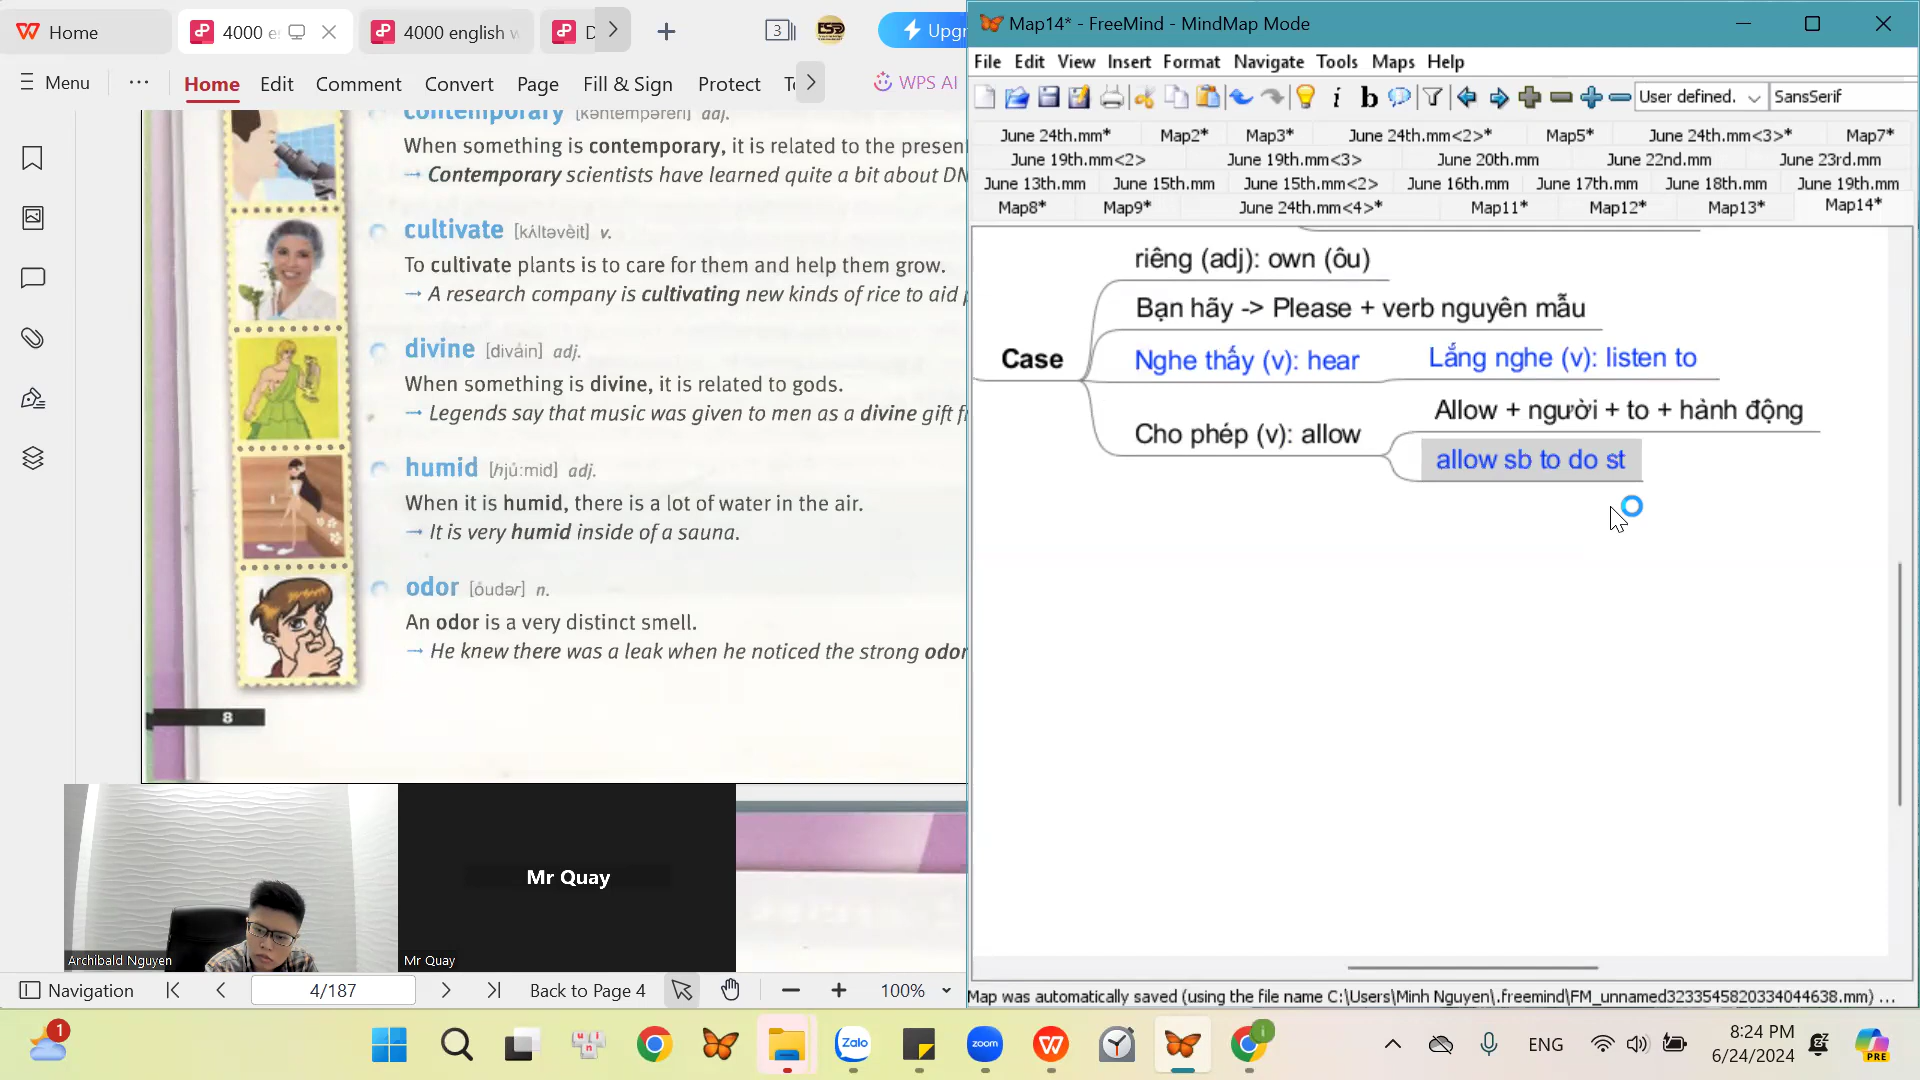 Home
4000 e
4000 english w
D
3
Upgr
Menu
Home
Edit
Comment
Convert
Page
Fill & Sign
Protect
WPS AI
contemporary
adj.
When something is contemporary, it is related to the presen
→ Contemporary scientists have learned quite a bit about DN
cultivate [kʌ́ltəvèit] v.
To cultivate plants is to care for them and help them grow.
→ A research company is cultivating new kinds of rice to aid p
divine [diváin] adj.
When something is divine, it is related to gods.
→ Legends say that music was given to men as a divine gift f
humid [hjúːmid] adj.
When it is humid, there is a lot of water in the air.
→ It is very humid inside of a sauna.
odor [óudər] n.
An odor is a very distinct smell.
→ He knew there was a leak when he noticed the strong odor
8
Mr Quay
Archibald Nguyen
Mr Quay
Navigation
4/187
Back to Page 4
100%
Map14* - FreeMind - MindMap Mode
File Edit View Insert Format Navigate Tools Maps Help
User defined.
SansSerif
June 24th.mm* Map2* Map3* June 24th.mm<2>* Map5* June 24th.mm<3>* Map7*
June 19th.mm<2> June 19th.mm<3> June 20th.mm June 22nd.mm June 23rd.mm
June 13th.mm June 15th.mm June 15th.mm<2> June 16th.mm June 17th.mm June 18th.mm June 19th.mm
Map8* Map9* June 24th.mm<4>* Map11* Map12* Map13* Map14*
Case
riêng (adj): own (ôu)
Bạn hãy -> Please + verb nguyên mẫu
Nghe thấy (v): hear
Lắng nghe (v): listen to
Cho phép (v): allow
Allow + người + to + hành động
allow sb to do st
Map was automatically saved (using the file name C:\Users\Minh Nguyen\.freemind\FM_unnamed3233545820334044638.mm) ...
1
Zalo
zoom
ENG
8:24 PM
6/24/2024
PRE